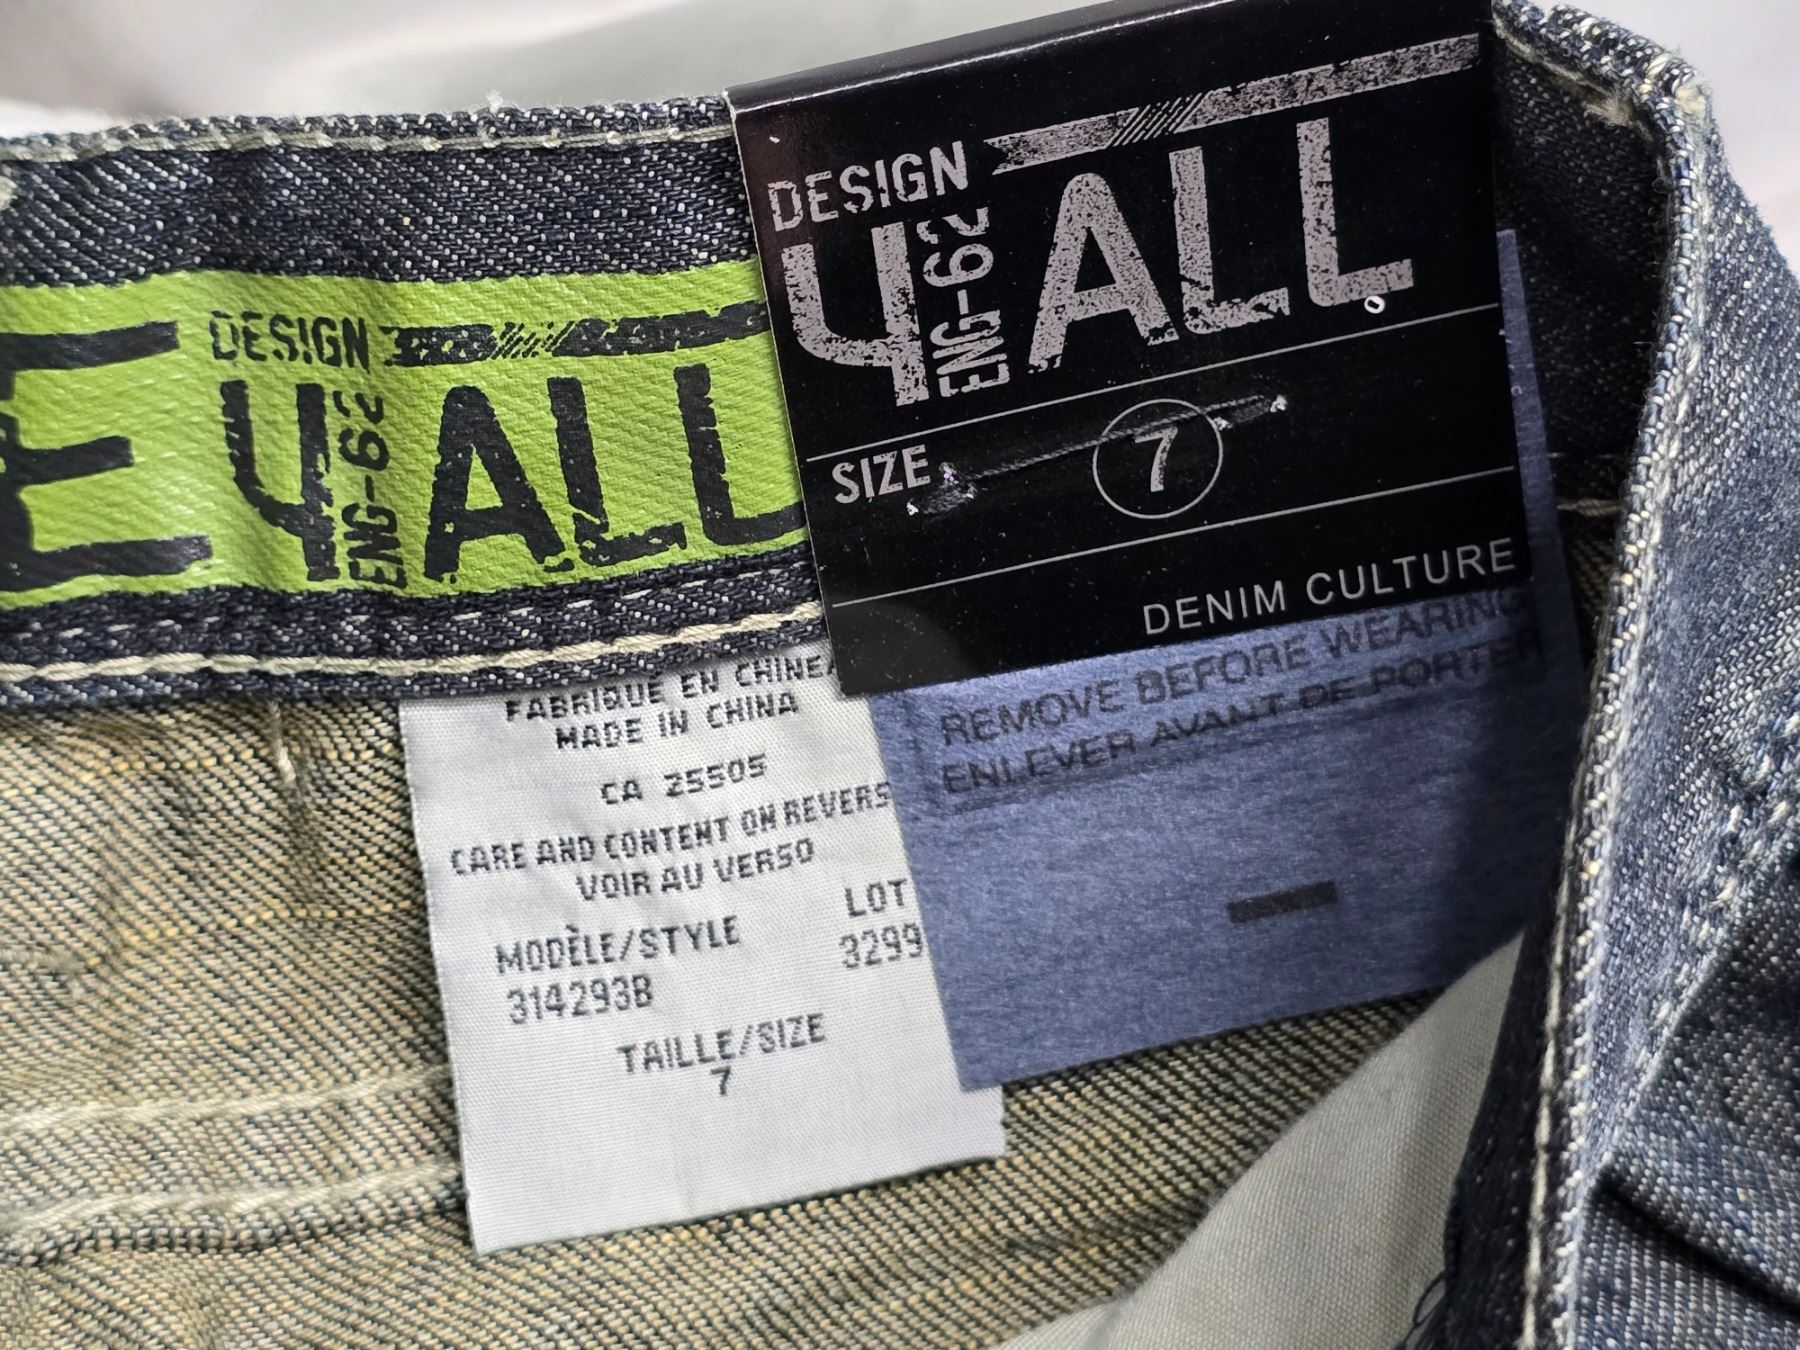 DESIGN
4 ENG-62 ALL
SIZE 7
DENIM CULTURE
E
DESIGN
4 ENG-62 ALL
FABRIQUÉ EN CHINE/
MADE IN CHINA
CA 25505
CARE AND CONTENT ON REVERS
VOIR AU VERSO
MODÈLE/STYLE LOT
314293B 3299
TAILLE/SIZE
7
REMOVE BEFORE WEARING
ENLEVER AVANT DE PORTER